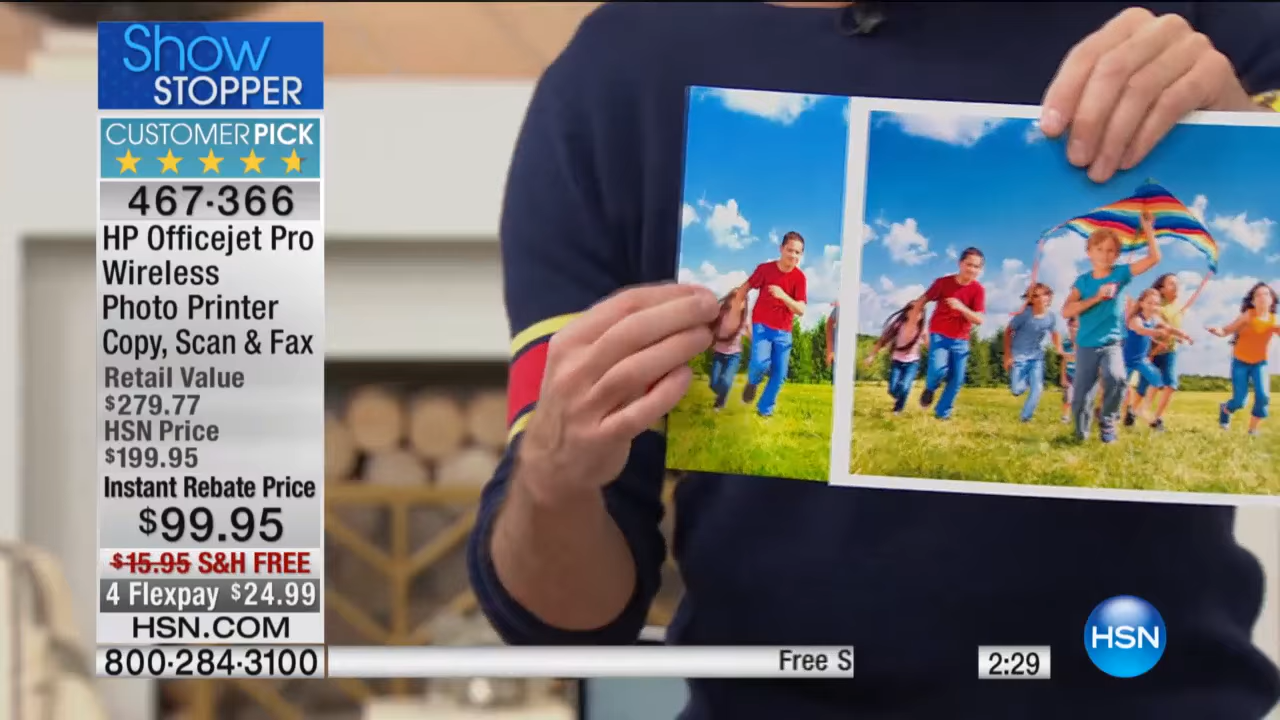 Show
STOPPER
CUSTOMER PICK
467·366
HP Officejet Pro
Wireless
Photo Printer
Copy, Scan & Fax
Retail Value
$279.77
HSN Price
$199.95
Instant Rebate Price
$99.95
$15.95 S&H FREE
4 Flexpay $24.99
HSN.COM
800·284·3100
Free S
2:29
HSN